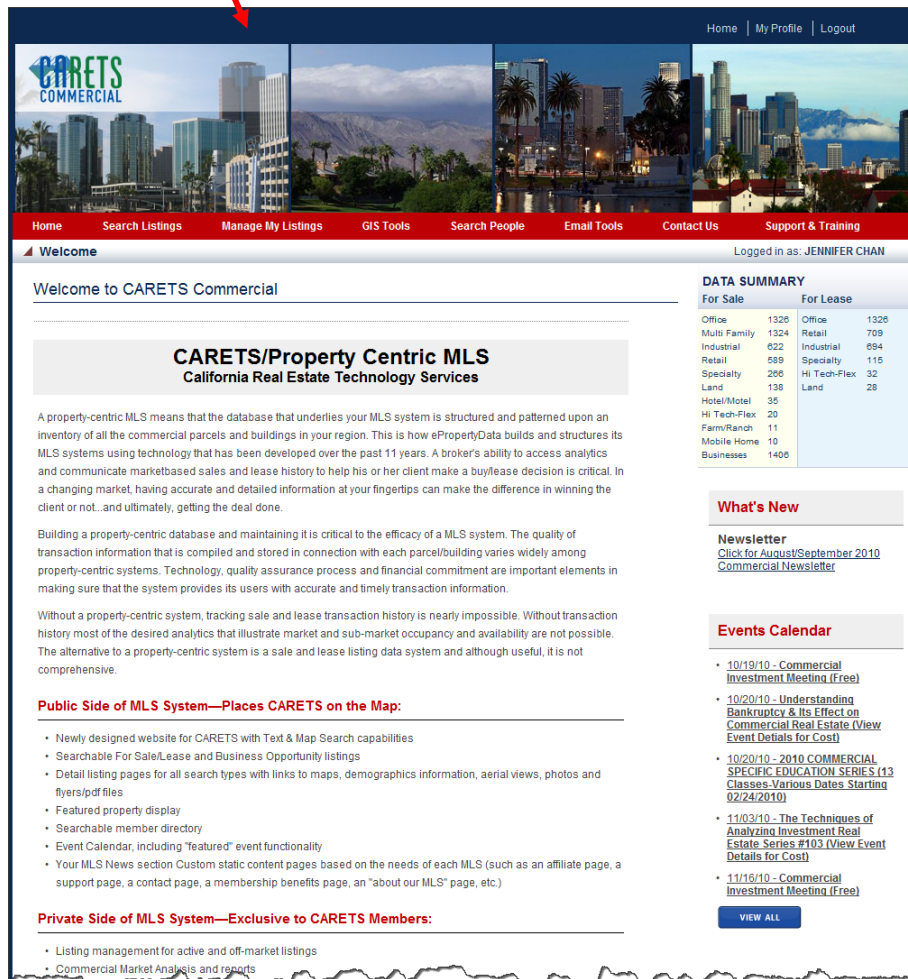 Home | My Profile | Logout
CARETS
COMMERCIAL
Home Search Listings Manage My Listings GIS Tools Search People Email Tools Contact Us Support & Training
Welcome
Logged in as: JENNIFER CHAN
Welcome to CARETS Commercial
CARETS/Property Centric MLS
California Real Estate Technology Services
A property-centric MLS means that the database that underlies your MLS system is structured and patterned upon an
inventory of all the commercial parcels and buildings in your region. This is how ePropertyData builds and structures its
MLS systems using technology that has been developed over the past 11 years. A broker's ability to access analytics
and communicate marketbased sales and lease history to help his or her client make a buy/lease decision is critical. In
a changing market, having accurate and detailed information at your fingertips can make the difference in winning the
client or not...and ultimately, getting the deal done.
Building a property-centric database and maintaining it is critical to the efficacy of a MLS system. The quality of
transaction information that is compiled and stored in connection with each parcel/building varies widely among
property-centric systems. Technology, quality assurance process and financial commitment are important elements in
making sure that the system provides its users with accurate and timely transaction information.
Without a property-centric system, tracking sale and lease transaction history is nearly impossible. Without transaction
history most of the desired analytics that illustrate market and sub-market occupancy and availability are not possible.
The alternative to a property-centric system is a sale and lease listing data system and although useful, it is not
comprehensive.
Public Side of MLS System—Places CARETS on the Map:
• Newly designed website for CARETS with Text & Map Search capabilities
• Searchable For Sale/Lease and Business Opportunity listings
• Detail listing pages for all search types with links to maps, demographics information, aerial views, photos and
flyers/pdf files
• Featured property display
• Searchable member directory
• Event Calendar, including "featured" event functionality
• Your MLS News section Custom static content pages based on the needs of each MLS (such as an affiliate page, a
support page, a contact page, a membership benefits page, an "about our MLS" page, etc.)
Private Side of MLS System—Exclusive to CARETS Members:
• Listing management for active and off-market listings
• Commercial Market Analysis and reports
DATA SUMMARY
For Sale For Lease
Office 1326 Office 1326
Multi Family 1324 Retail 709
Industrial 622 Industrial 694
Retail 589 Specialty 115
Specialty 266 Hi Tech-Flex 32
Land 138 Land 28
Hotel/Motel 35
Hi Tech-Flex 20
Farm/Ranch 11
Mobile Home 10
Businesses 1406
What's New
Newsletter
Click for August/September 2010
Commercial Newsletter
Events Calendar
• 10/19/10 - Commercial
Investment Meeting (Free)
• 10/20/10 - Understanding
Bankruptcy & Its Effect on
Commercial Real Estate (View
Event Detials for Cost)
• 10/20/10 - 2010 COMMERCIAL
SPECIFIC EDUCATION SERIES (13
Classes-Various Dates Starting
02/24/2010)
• 11/03/10 - The Techniques of
Analyzing Investment Real
Estate Series #103 (View Event
Details for Cost)
• 11/16/10 - Commercial
Investment Meeting (Free)
VIEW ALL